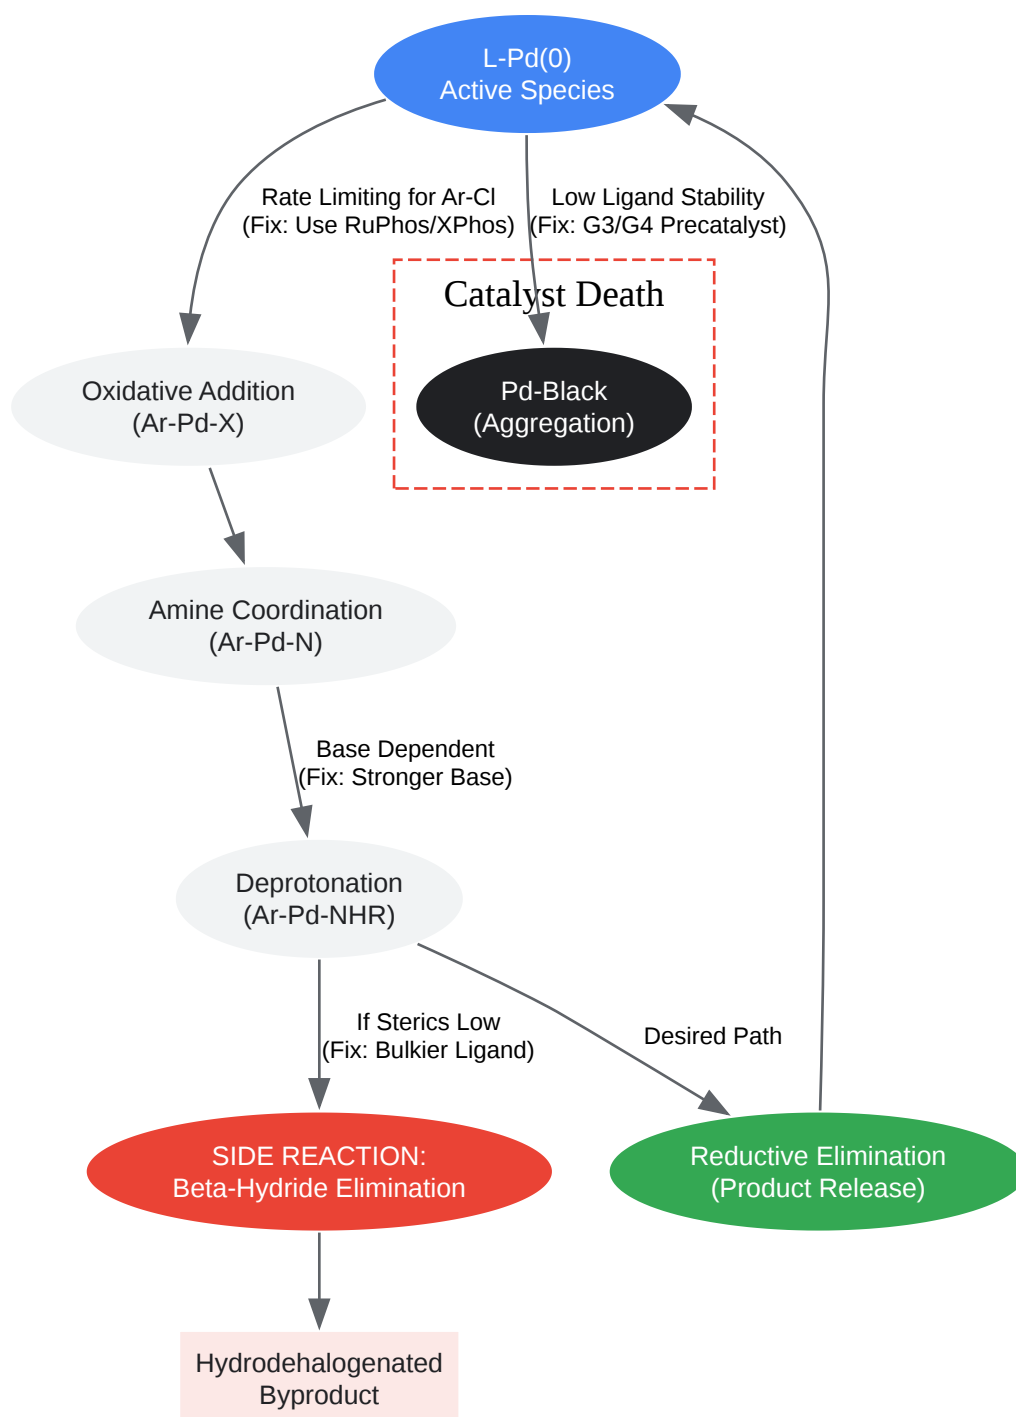 L-Pd(0)
Active Species
Rate Limiting for Ar-Cl
(Fix: Use RuPhos/XPhos)
Low Ligand Stability
(Fix: G3/G4 Precatalyst)
Catalyst Death
Oxidative Addition
(Ar-Pd-X)
Pd-Black
(Aggregation)
Amine Coordination
(Ar-Pd-N)
Base Dependent
(Fix: Stronger Base)
Deprotonation
(Ar-Pd-NHR)
If Sterics Low
(Fix: Bulkier Ligand)
Desired Path
SIDE REACTION:
Beta-Hydride Elimination
Reductive Elimination
(Product Release)
Hydrodehalogenated
Byproduct